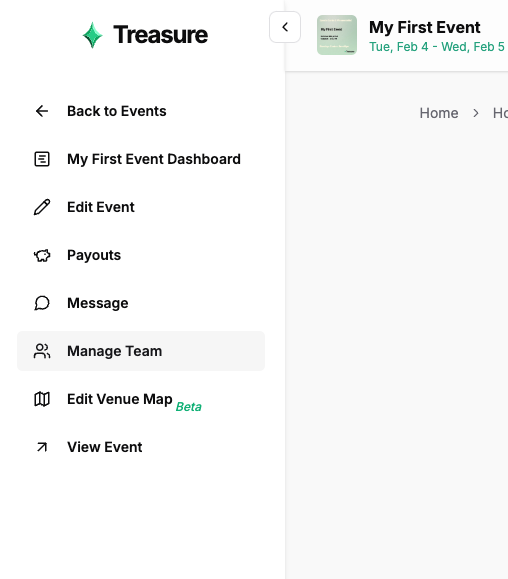 Treasure
Back to Events
My First Event Dashboard
Edit Event
Payouts
Message
Manage Team
Edit Venue Map Beta
View Event
My First Event
Tue, Feb 4 - Wed, Feb 5
Home > Ho